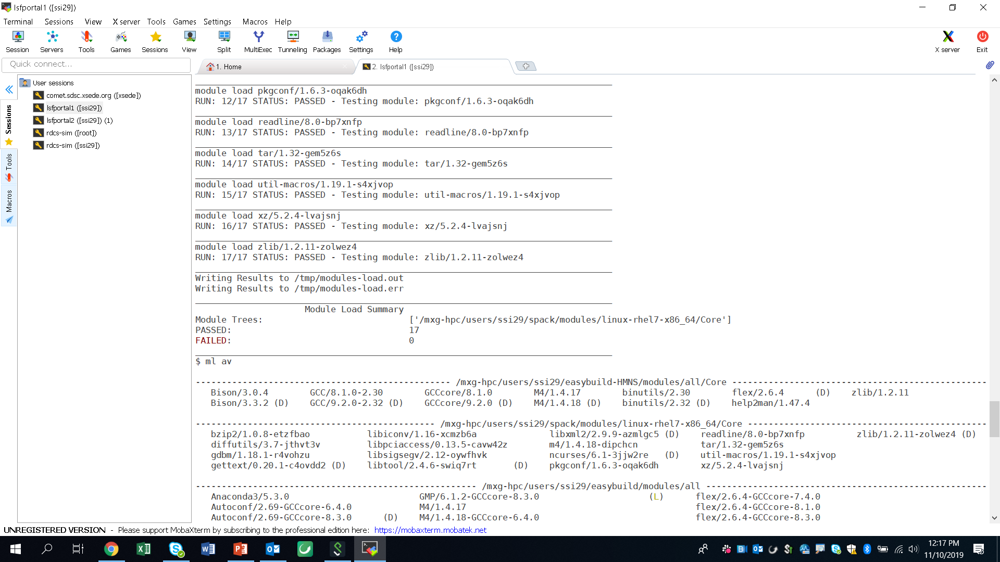 lsfportal1 ([ssi29])
Terminal Sessions View X server Tools Games Settings Macros Help
Session Servers Tools Games Sessions View Split MultiExec Tunneling Packages Settings Help X server Exit
Quick connect...
1. Home
2. lsfportal1 ([ssi29])
User sessions
comet.sdsc.xsede.org ([xsede])
lsfportal1 ([ssi29])
lsfportal2 ([ssi29]) (1)
rdcs-sim ([root])
rdcs-sim ([ssi29])
Sessions
Tools
Macros
module load pkgconf/1.6.3-oqak6dh
RUN: 12/17 STATUS: PASSED - Testing module: pkgconf/1.6.3-oqak6dh
module load readline/8.0-bp7xnfp
RUN: 13/17 STATUS: PASSED - Testing module: readline/8.0-bp7xnfp
module load tar/1.32-gem5z6s
RUN: 14/17 STATUS: PASSED - Testing module: tar/1.32-gem5z6s
module load util-macros/1.19.1-s4xjvop
RUN: 15/17 STATUS: PASSED - Testing module: util-macros/1.19.1-s4xjvop
module load xz/5.2.4-lvajsnj
RUN: 16/17 STATUS: PASSED - Testing module: xz/5.2.4-lvajsnj
module load zlib/1.2.11-zolwez4
RUN: 17/17 STATUS: PASSED - Testing module: zlib/1.2.11-zolwez4
Writing Results to /tmp/modules-load.out
Writing Results to /tmp/modules-load.err
Module Load Summary
Module Trees: ['/mxg-hpc/users/ssi29/spack/modules/linux-rhel7-x86_64/Core']
PASSED: 17
FAILED: 0
$ ml av
/mxg-hpc/users/ssi29/easybuild-HMNS/modules/all/Core
Bison/3.0.4 GCC/8.1.0-2.30 GCCcore/8.1.0 M4/1.4.17 binutils/2.30 flex/2.6.4 (D) zlib/1.2.11
Bison/3.3.2 (D) GCC/9.2.0-2.32 (D) GCCcore/9.2.0 (D) M4/1.4.18 (D) binutils/2.32 (D) help2man/1.47.4
/mxg-hpc/users/ssi29/spack/modules/linux-rhel7-x86_64/Core
bzip2/1.0.8-etzfbao libiconv/1.16-xcmzb6a libxml2/2.9.9-azmlgc5 (D) readline/8.0-bp7xnfp zlib/1.2.11-zolwez4 (D)
diffutils/3.7-jthvt3v libpciaccess/0.13.5-cavw42z m4/1.4.18-dipchcn tar/1.32-gem5z6s
gdbm/1.18.1-r4vohzu libsigsegv/2.12-oywfhvk ncurses/6.1-3jjw2re (D) util-macros/1.19.1-s4xjvop
gettext/0.20.1-c4ovdd2 (D) libtool/2.4.6-swiq7rt (D) pkgconf/1.6.3-oqak6dh xz/5.2.4-lvajsnj
/mxg-hpc/users/ssi29/easybuild/modules/all
Anaconda3/5.3.0 GMP/6.1.2-GCCcore-8.3.0 (L) flex/2.6.4-GCCcore-7.4.0
Autoconf/2.69-GCCcore-6.4.0 M4/1.4.17 flex/2.6.4-GCCcore-8.1.0
Autoconf/2.69-GCCcore-8.3.0 (D) M4/1.4.18-GCCcore-6.4.0 flex/2.6.4-GCCcore-8.3.0
UNREGISTERED VERSION - Please support MobaXterm by subscribing to the professional edition here: https://mobaxterm.mobatek.net
12:17 PM
11/10/2019